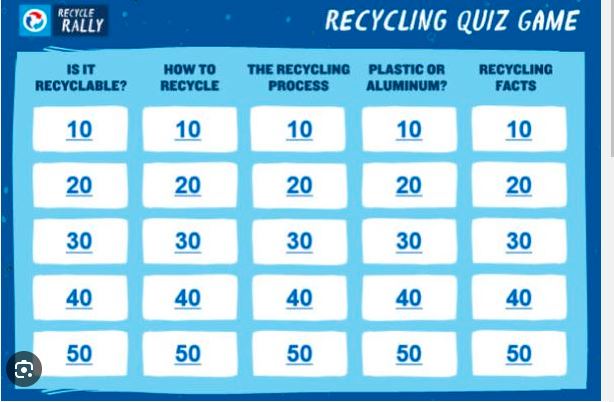 RECYCLE
RALLY
RECYCLING QUIZ GAME
IS IT
RECYCLABLE?
HOW TO
RECYCLE
THE RECYCLING
PROCESS
PLASTIC OR
ALUMINUM?
RECYCLING
FACTS
10 10 10 10 10
20 20 20 20 20
30 30 30 30 30
40 40 40 40 40
50 50 50 50 50